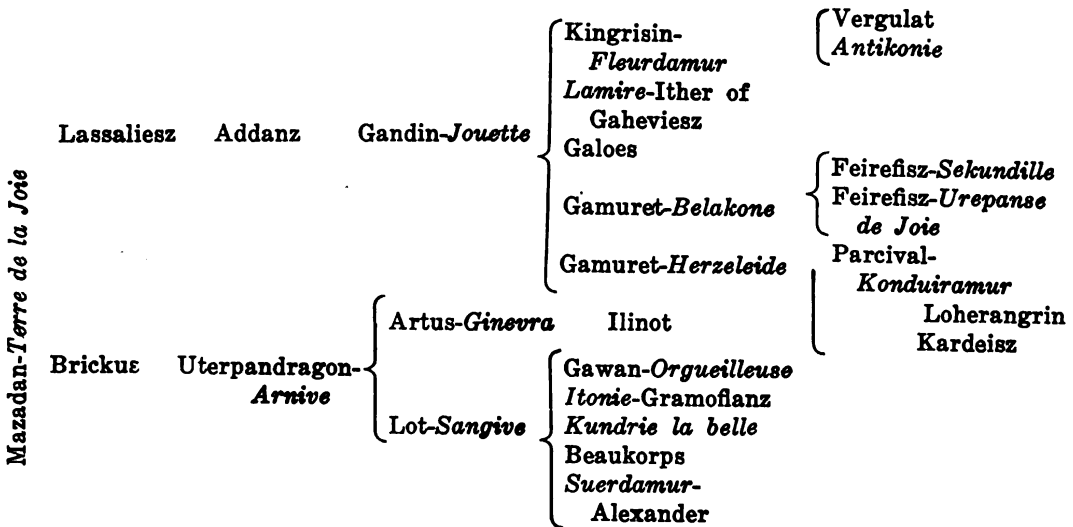 Mazadan-Terre de la Joie
Lassaliesz Addanz Gandin-Jouette
Kingrisin-
Fleurdamur
Vergulat
Antikonie
Lamire-Ither of
Gaheviesz
Galoes
Gamuret-Belakone
Feirefisz-Sekundille
Feirefisz-Urepanse
de Joie
Gamuret-Herzeleide
Parcival-
Konduiramur
Loherangrin
Kardeisz
Brickus Uterpandragon-
Arnive
Artus-Ginevra Ilinot
Lot-Sangive
Gawan-Orgueilleuse
Itonie-Gramoflanz
Kundrie la belle
Beaukorps
Suerdamur-
Alexander